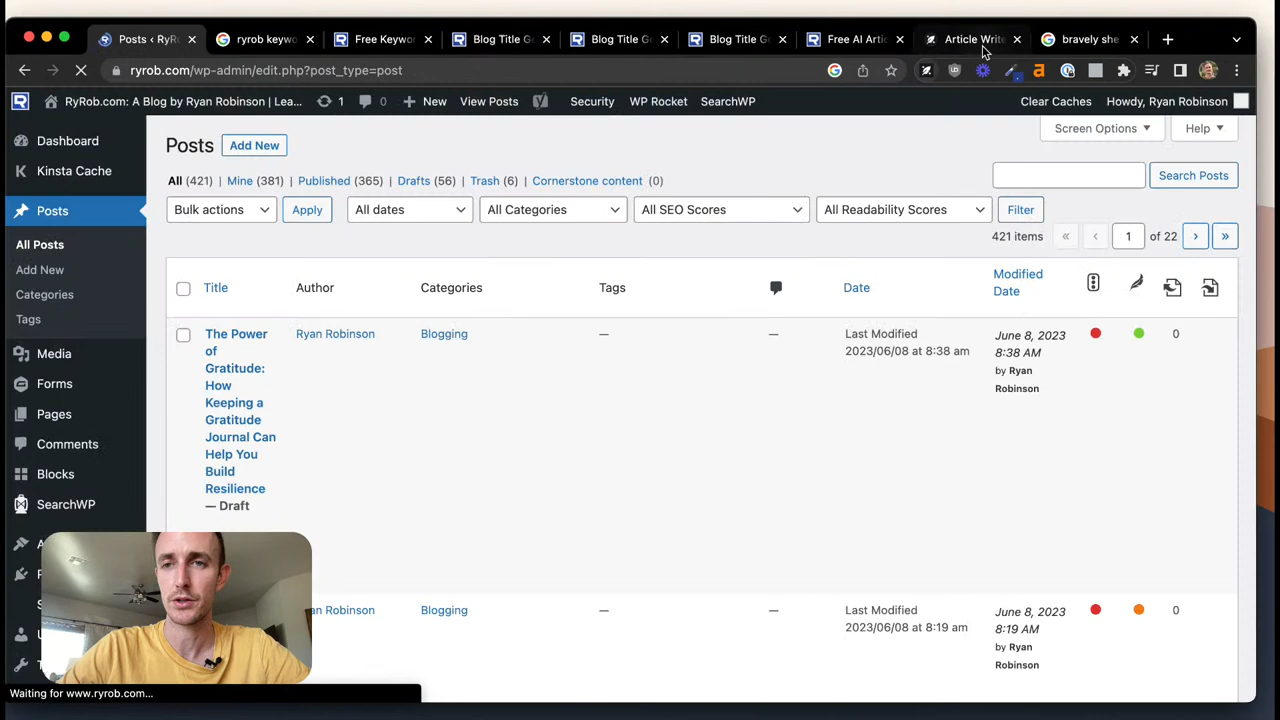 Posts ‹ RyR
ryrob keyw
Free Keywor
Blog Title G
Blog Title G
Blog Title G
Free AI Artic
Article Write
bravely she
ryrob.com/wp-admin/edit.php?post_type=post
RyRob.com: A Blog by Ryan Robinson | Lea...
1
0
New
View Posts
Security
WP Rocket
SearchWP
Clear Caches
Howdy, Ryan Robinson
Dashboard
Kinsta Cache
Posts
All Posts
Add New
Categories
Tags
Media
Forms
Pages
Comments
Blocks
SearchWP
Posts
Add New
Screen Options
Help
All (421) | Mine (381) | Published (365) | Drafts (56) | Trash (6) | Cornerstone content (0)
Search Posts
Bulk actions
Apply
All dates
All Categories
All SEO Scores
All Readability Scores
Filter
421 items
«
‹
1
of 22
›
»
Title
Author
Categories
Tags
Date
Modified
Date
The Power
of
Gratitude:
How
Keeping a
Gratitude
Journal Can
Help You
Build
Resilience
— Draft
Ryan Robinson
Blogging
—
—
Last Modified
2023/06/08 at 8:38 am
June 8, 2023
8:38 AM
by Ryan
Robinson
0
an Robinson
Blogging
—
—
Last Modified
2023/06/08 at 8:19 am
June 8, 2023
8:19 AM
by Ryan
Robinson
0
Waiting for www.ryrob.com...